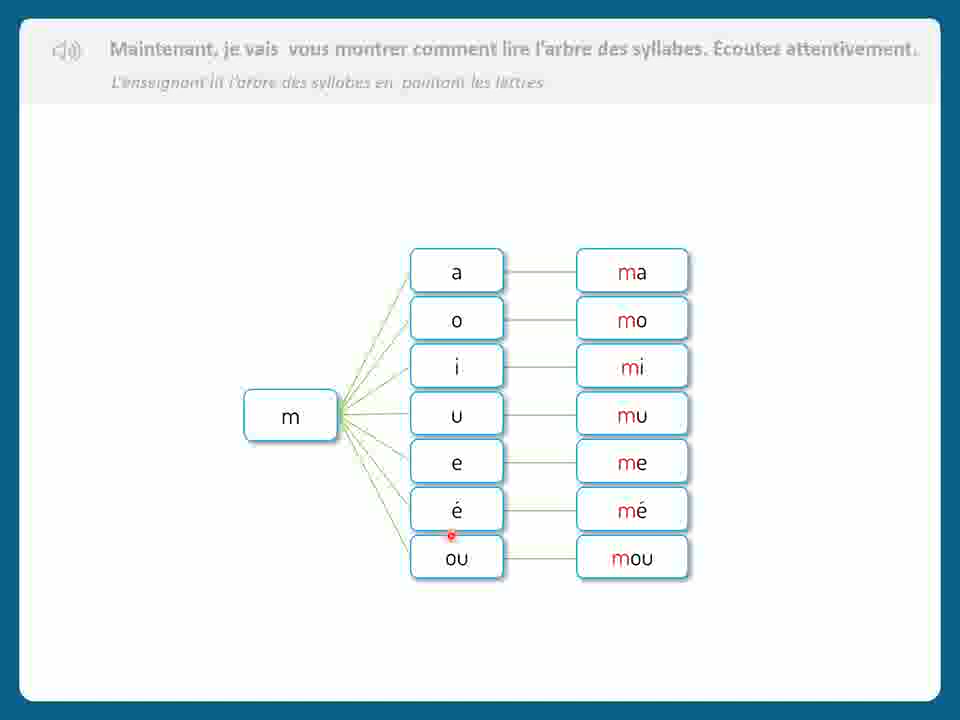 Maintenant, je vais vous montrer comment lire l'arbre des syllabes. Écoutez attentivement.
L'enseignant lit l'arbre des syllabes en pointant les lettres
a ma
o mo
i mi
m u mu
e me
é mé
ou mou